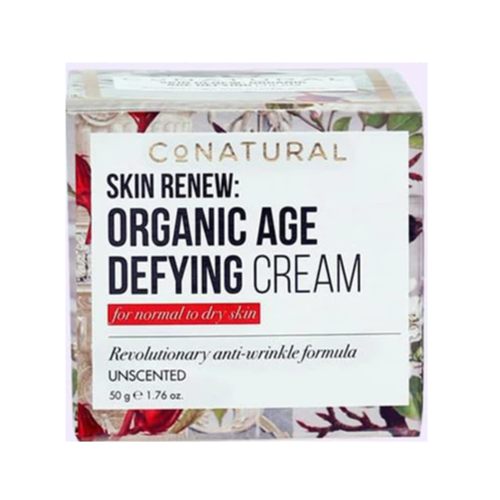 CoNATURAL
SKIN RENEW:
ORGANIC AGE
DEFYING CREAM
for normal to dry skin
Revolutionary anti-wrinkle formula
UNSCENTED
50 g ℮ 1.76 oz.